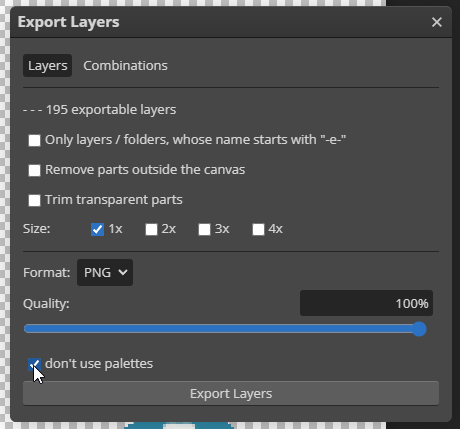 Export Layers
Layers Combinations
- - - 195 exportable layers
Only layers / folders, whose name starts with "-e-"
Remove parts outside the canvas
Trim transparent parts
Size: 1x 2x 3x 4x
Format: PNG
Quality: 100%
don't use palettes
Export Layers